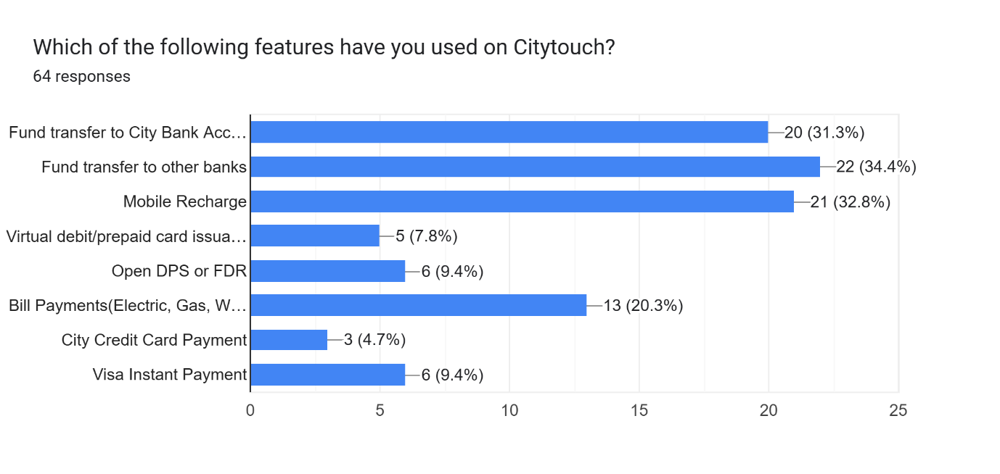 Which of the following features have you used on Citytouch?
64 responses
Fund transfer to City Bank Acc… 20 (31.3%)
Fund transfer to other banks 22 (34.4%)
Mobile Recharge 21 (32.8%)
Virtual debit/prepaid card issua… 5 (7.8%)
Open DPS or FDR 6 (9.4%)
Bill Payments(Electric, Gas, W… 13 (20.3%)
City Credit Card Payment 3 (4.7%)
Visa Instant Payment 6 (9.4%)
0 5 10 15 20 25